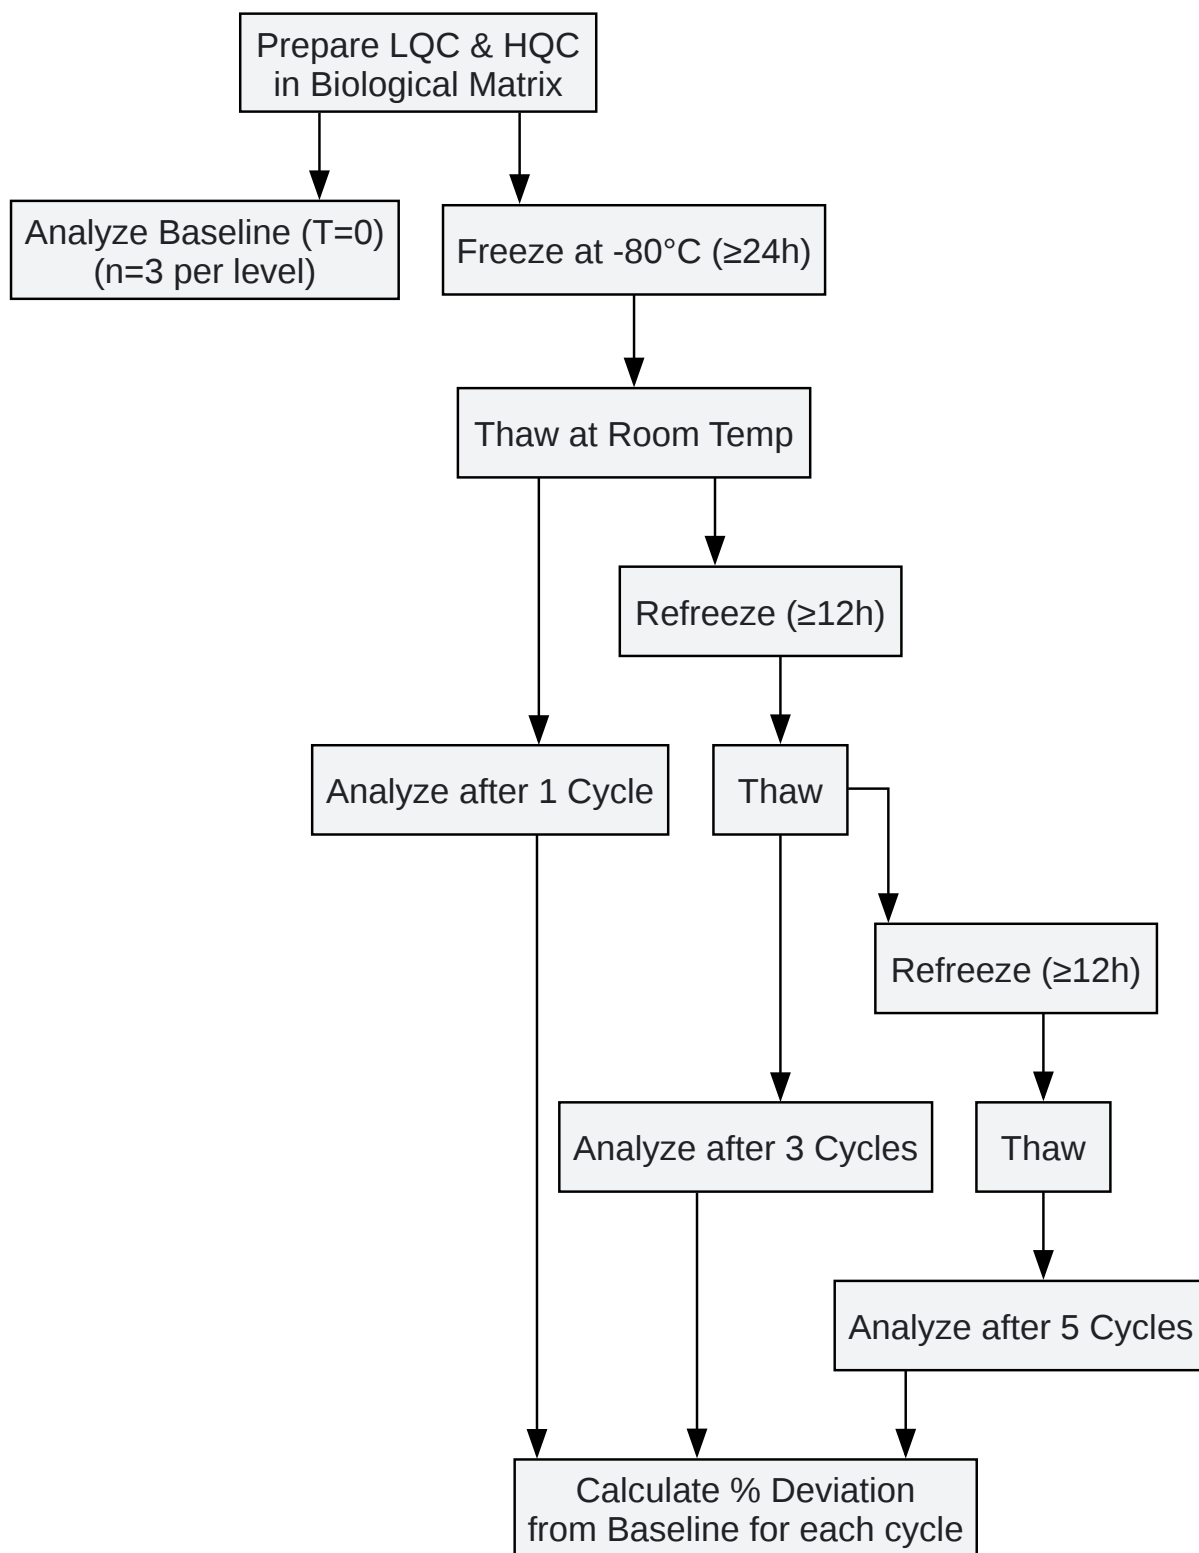 Prepare LQC & HQC
in Biological Matrix
Analyze Baseline (T=0)
(n=3 per level)
Freeze at -80°C (≥24h)
Thaw at Room Temp
Refreeze (≥12h)
Analyze after 1 Cycle
Thaw
Refreeze (≥12h)
Analyze after 3 Cycles
Thaw
Analyze after 5 Cycles
Calculate % Deviation
from Baseline for each cycle